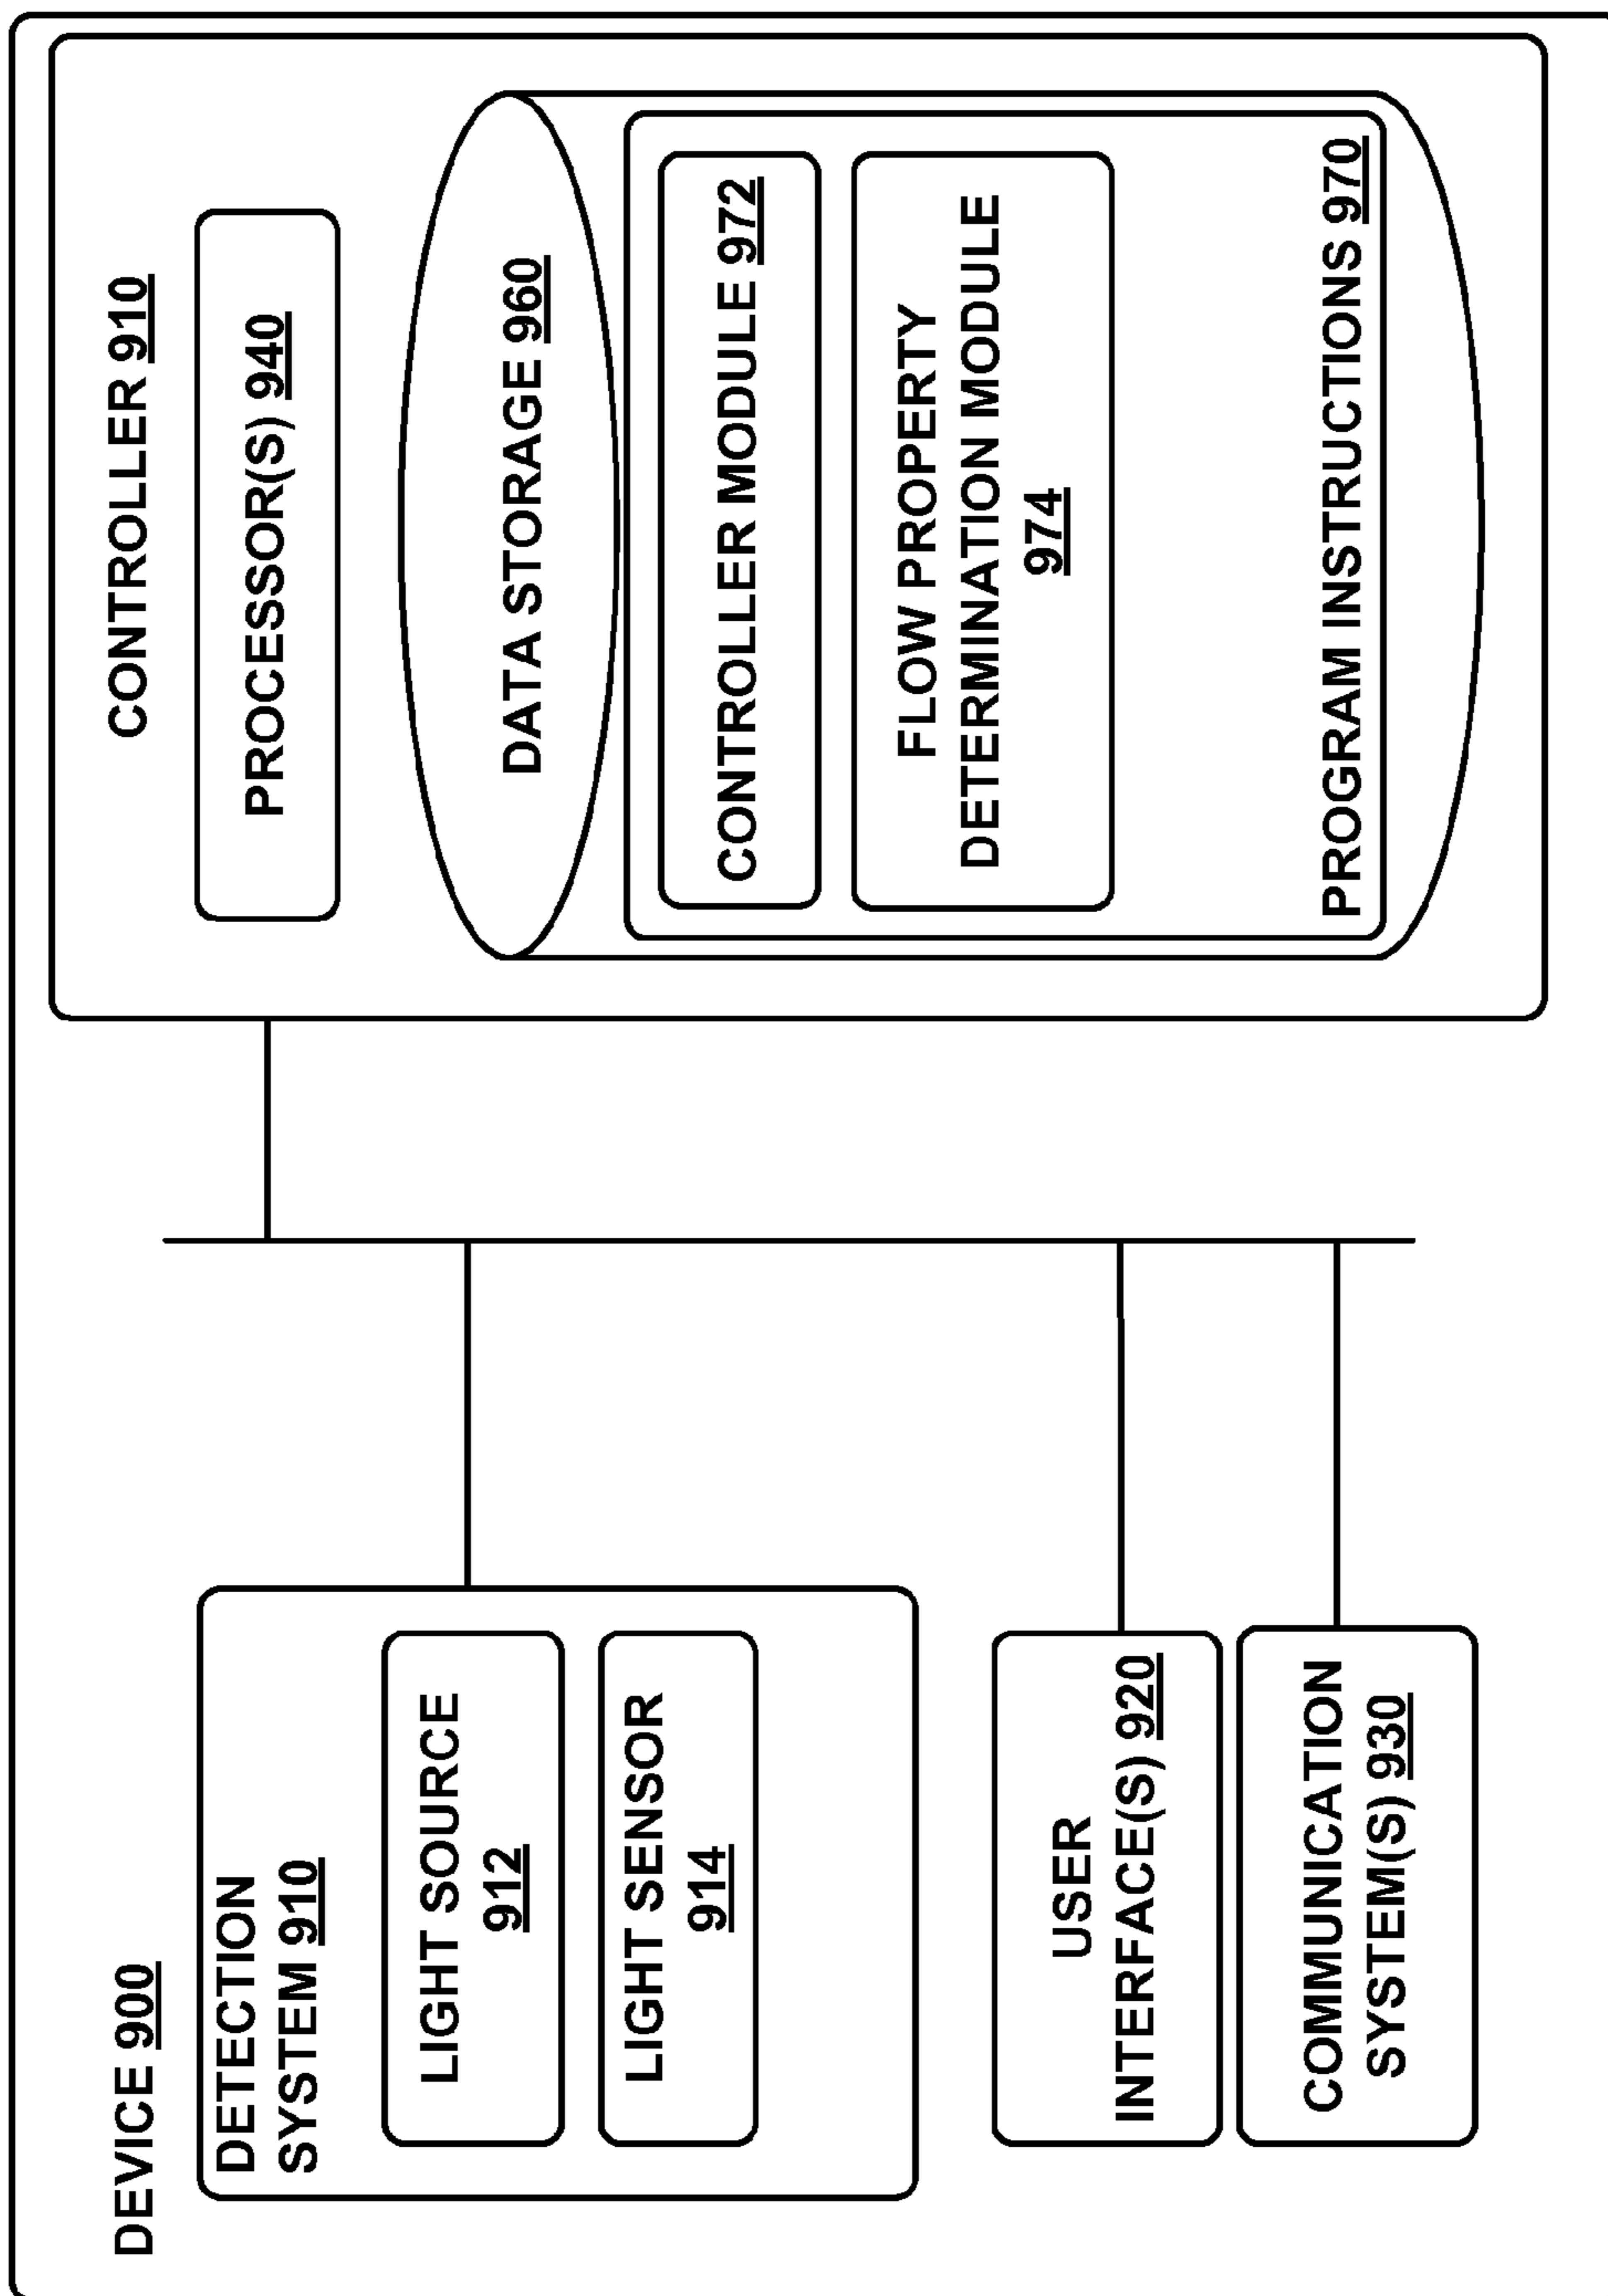 DEVICE 900
DETECTION
SYSTEM 910
LIGHT SOURCE
912
LIGHT SENSOR
914
USER
INTERFACE(S) 920
COMMUNICATION
SYSTEM(S) 930
CONTROLLER 910
PROCESSOR(S) 940
DATA STORAGE 960
CONTROLLER MODULE 972
FLOW PROPERTY
DETERMINATION MODULE
974
PROGRAM INSTRUCTIONS 970